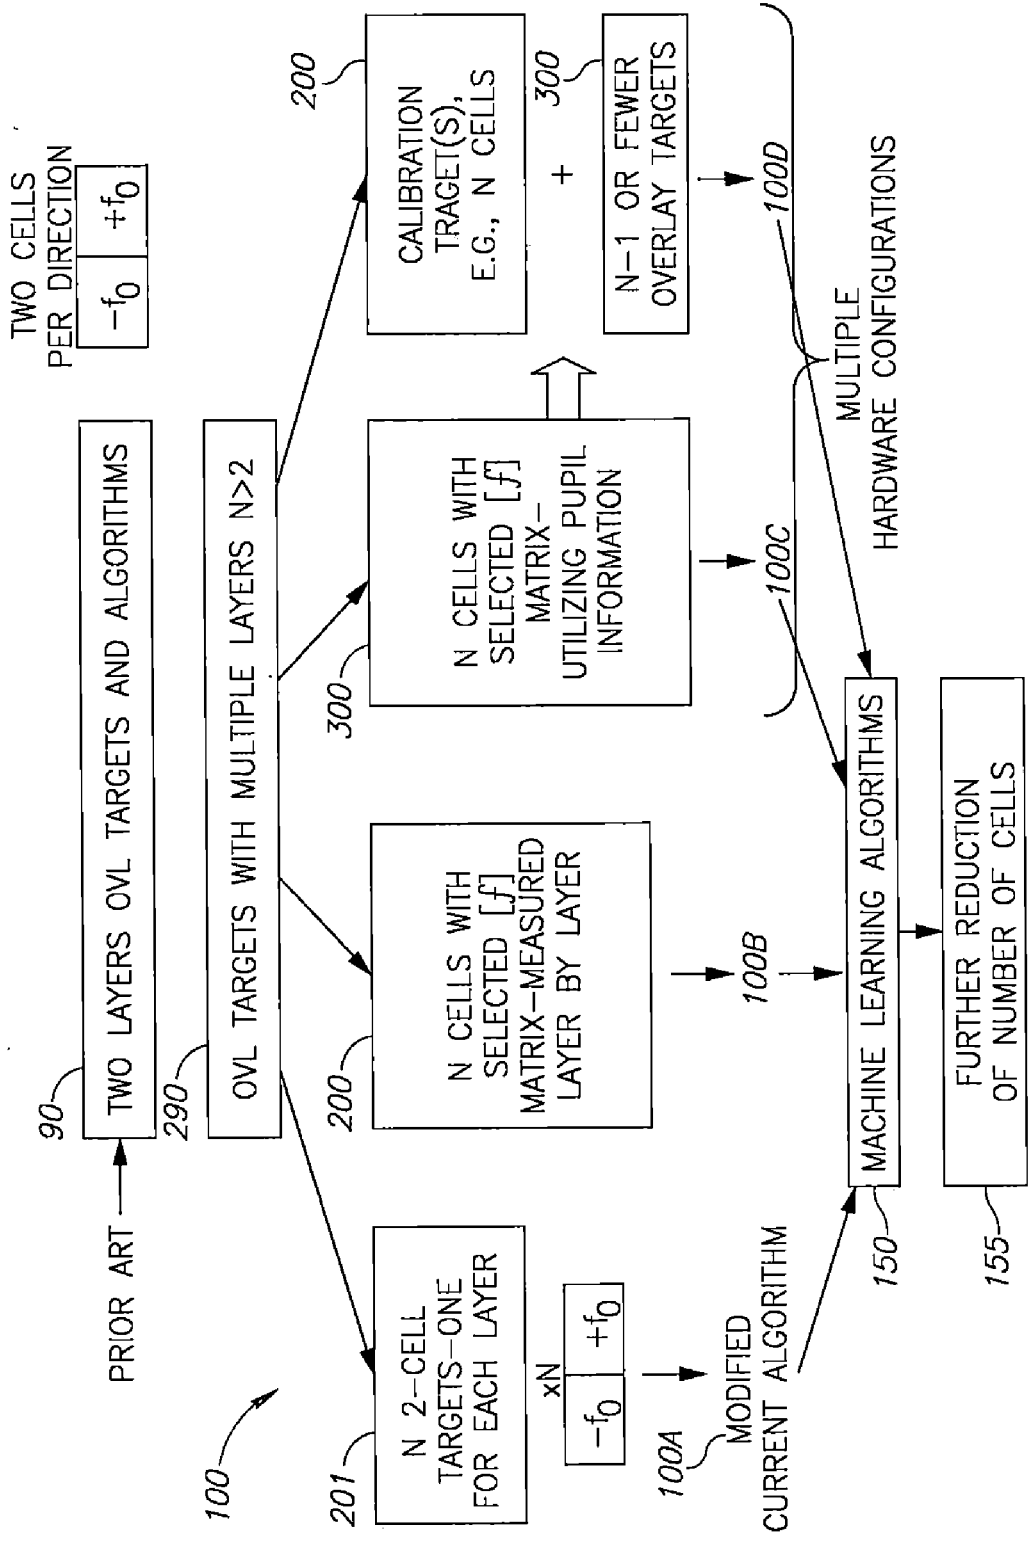 TWO CELLS
PER DIRECTION
-f0 +f0
PRIOR ART
90
TWO LAYERS OVL TARGETS AND ALGORITHMS
290
OVL TARGETS WITH MULTIPLE LAYERS N>2
100
201
N 2-CELL
TARGETS-ONE
FOR EACH LAYER
xN
-f0 +f0
100A
MODIFIED
CURRENT ALGORITHM
200
N CELLS WITH
SELECTED [f]
MATRIX-MEASURED
LAYER BY LAYER
100B
300
N CELLS WITH
SELECTED [f]
MATRIX-
UTILIZING PUPIL
INFORMATION
100C
200
CALIBRATION
TRAGET(S),
E.G., N CELLS
+
300
N-1 OR FEWER
OVERLAY TARGETS
100D
MULTIPLE
HARDWARE CONFIGURATIONS
150
MACHINE LEARNING ALGORITHMS
155
FURTHER REDUCTION
OF NUMBER OF CELLS